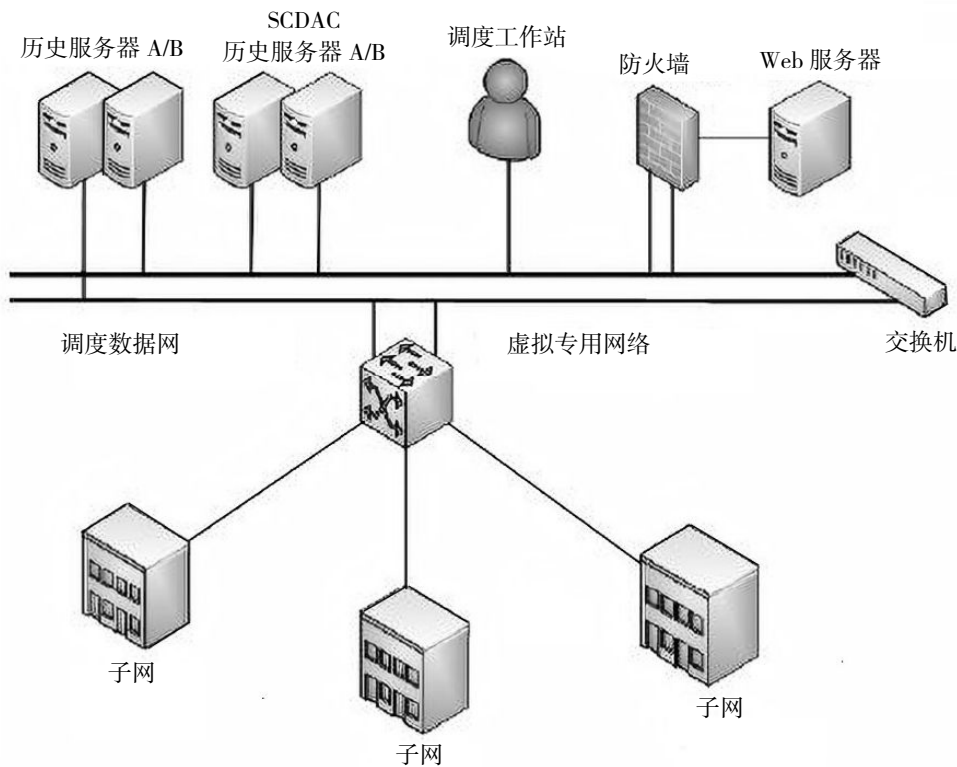 历史服务器 A/B
SCDAC
历史服务器 A/B
调度工作站
防火墙
Web 服务器
调度数据网
虚拟专用网络
交换机
子网
子网
子网